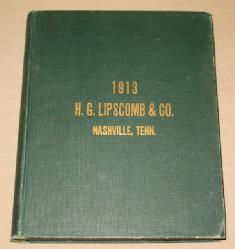 1913
H. G. LIPSCOMB & CO.
NASHVILLE, TENN.